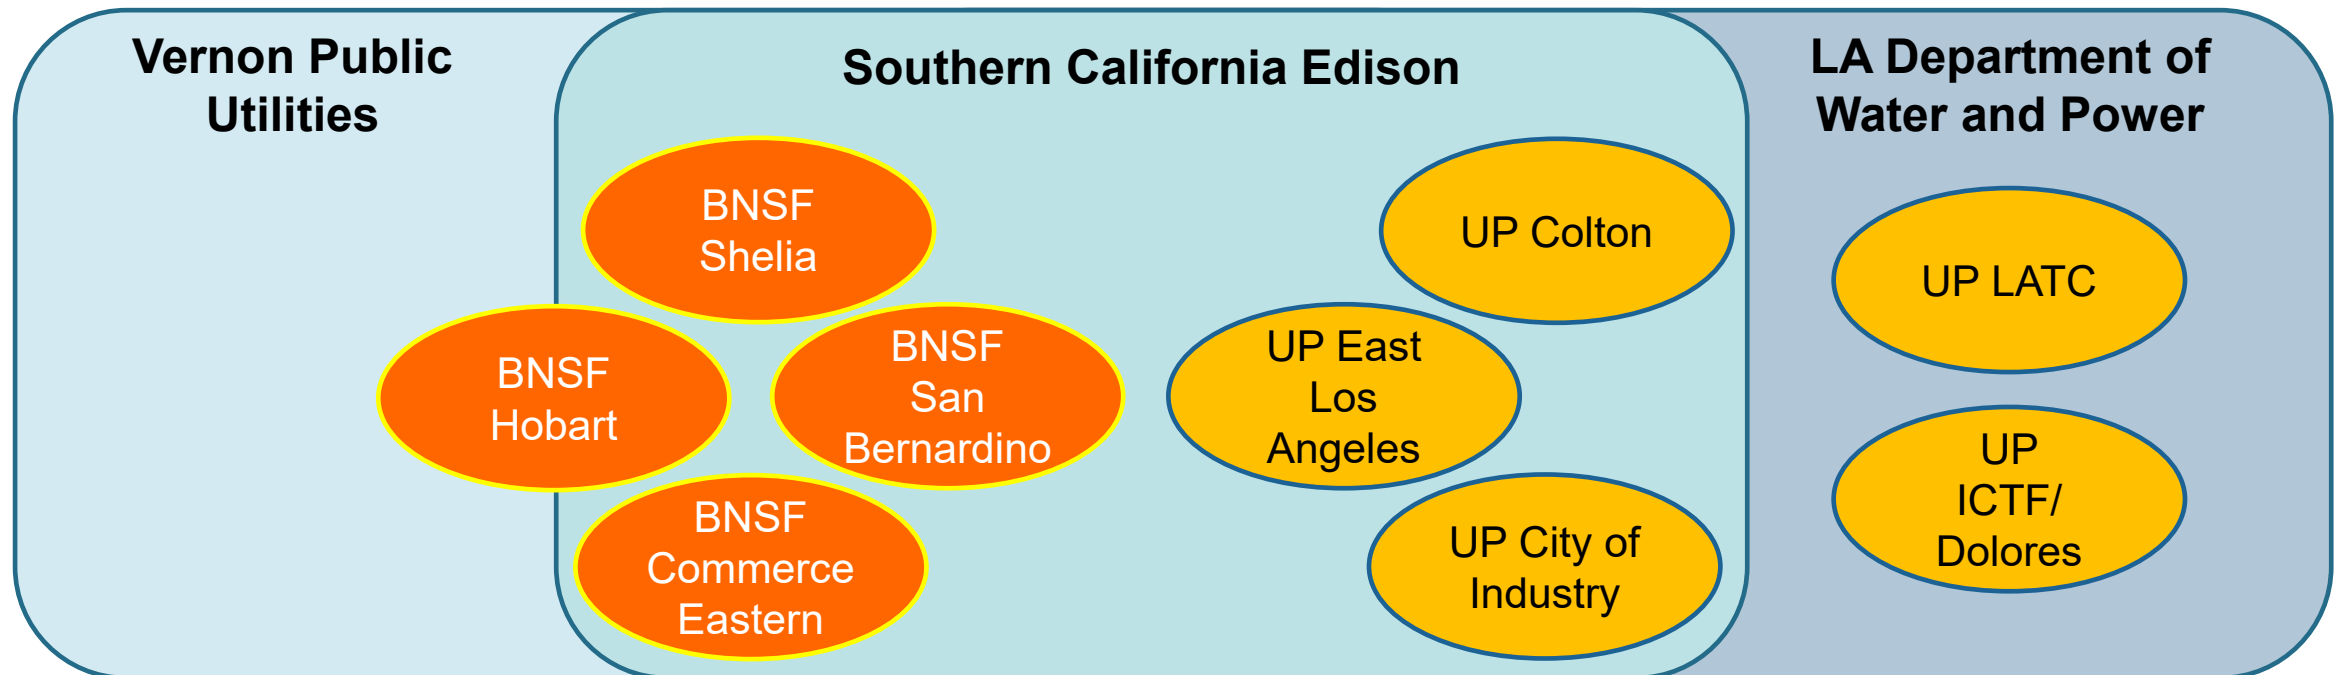 Vernon Public
Utilities
Southern California Edison
LA Department of
Water and Power
BNSF
Shelia
UP Colton
UP LATC
BNSF
Hobart
BNSF
San
Bernardino
UP East
Los
Angeles
UP
ICTF/
Dolores
BNSF
Commerce
Eastern
UP City of
Industry